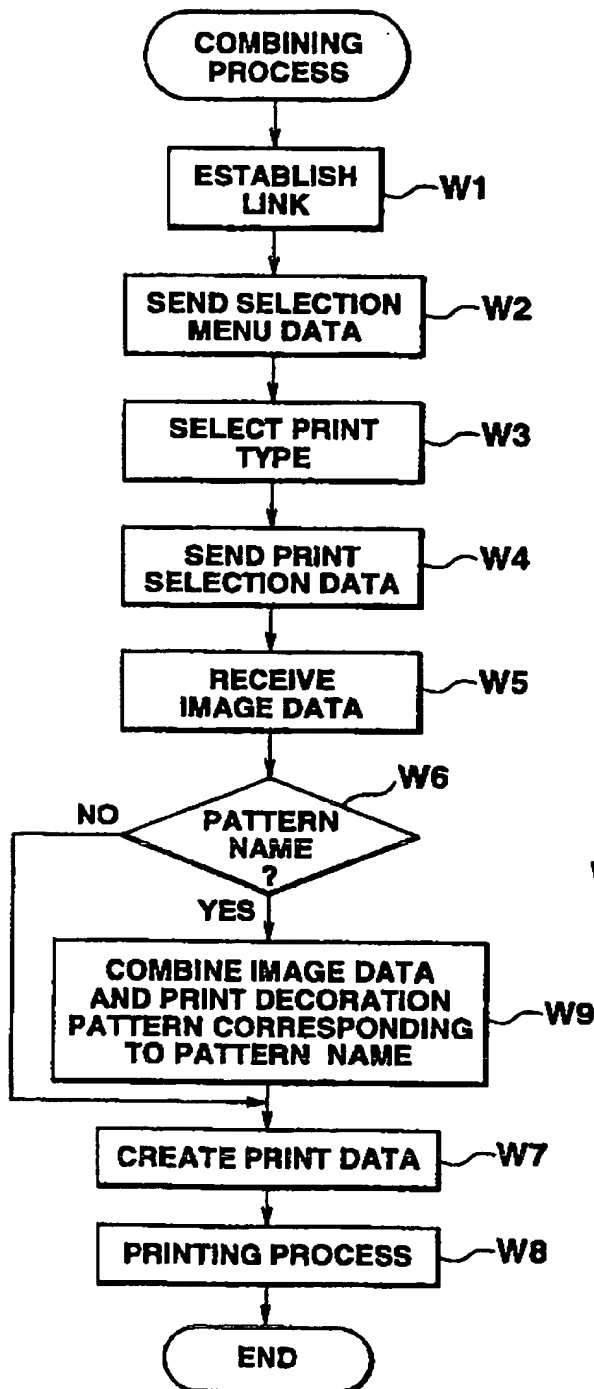 COMBINING
PROCESS
ESTABLISH
LINK
W1
SEND SELECTION
MENU DATA
W2
SELECT PRINT
TYPE
W3
SEND PRINT
SELECTION DATA
W4
RECEIVE
IMAGE DATA
W5
W6
NO
PATTERN
NAME
?
YES
COMBINE IMAGE DATA
AND PRINT DECORATION
PATTERN CORRESPONDING
TO PATTERN NAME
W9
CREATE PRINT DATA
W7
PRINTING PROCESS
W8
END